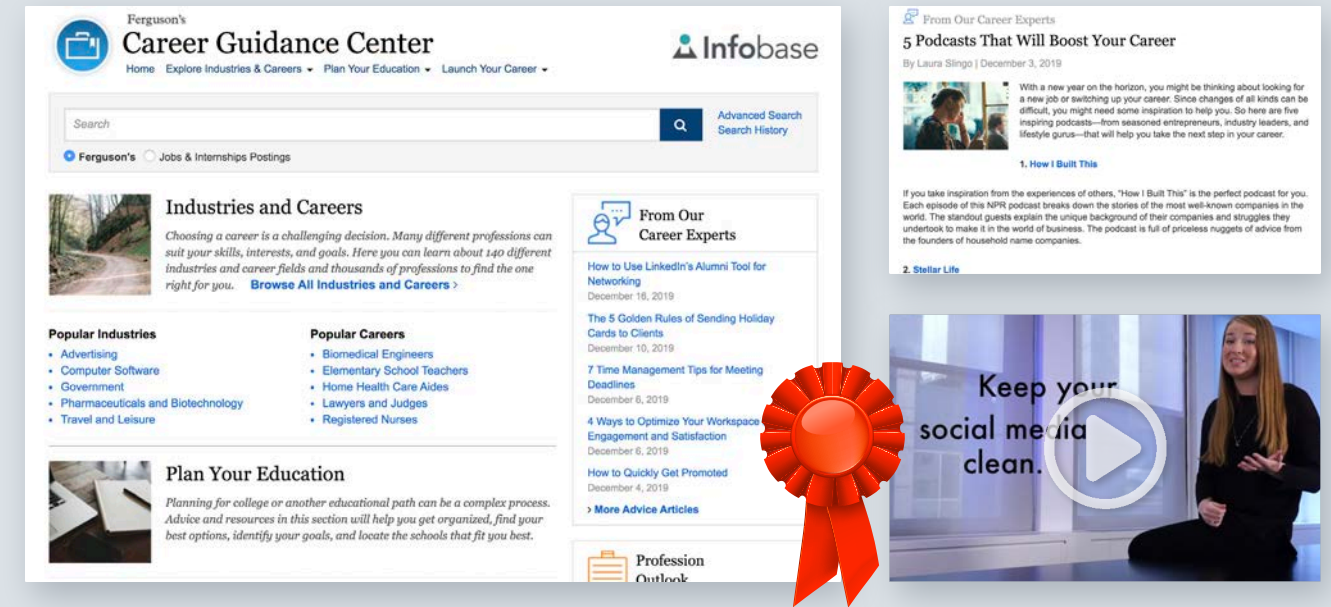 Ferguson's
Career Guidance Center
Infobase
Home Explore Industries & Careers Plan Your Education Launch Your Career
Search
Advanced Search
Search History
Ferguson's Jobs & Internships Postings
Industries and Careers
Choosing a career is a challenging decision. Many different professions can
suit your skills, interests, and goals. Here you can learn about 140 different
industries and career fields and thousands of professions to find the one
right for you. Browse All Industries and Careers ›
Popular Industries
• Advertising
• Computer Software
• Government
• Pharmaceuticals and Biotechnology
• Travel and Leisure
Popular Careers
• Biomedical Engineers
• Elementary School Teachers
• Home Health Care Aides
• Lawyers and Judges
• Registered Nurses
Plan Your Education
Planning for college or another educational path can be a complex process.
Advice and resources in this section will help you get organized, find your
best options, identify your goals, and locate the schools that fit you best.
From Our
Career Experts
How to Use LinkedIn's Alumni Tool for
Networking
December 16, 2019
The 5 Golden Rules of Sending Holiday
Cards to Clients
December 10, 2019
7 Time Management Tips for Meeting
Deadlines
December 6, 2019
4 Ways to Optimize Your Workspace
Engagement and Satisfaction
December 6, 2019
How to Quickly Get Promoted
December 4, 2019
› More Advice Articles
Profession
Outlook
From Our Career Experts
5 Podcasts That Will Boost Your Career
By Laura Slingo | December 3, 2019
With a new year on the horizon, you might be thinking about looking for
a new job or switching up your career. Since changes of all kinds can be
difficult, you might need some inspiration to help you. So here are five
inspiring podcasts—from seasoned entrepreneurs, industry leaders, and
lifestyle gurus—that will help you take the next step in your career.
1. How I Built This
If you take inspiration from the experiences of others, "How I Built This" is the perfect podcast for you.
Each episode of this NPR podcast breaks down the stories of the most well-known companies in the
world. The standout guests explain the unique background of their companies and struggles they
undertook to make it in the world of business. The podcast is full of priceless nuggets of advice from
the founders of household name companies.
2. Stellar Life
Keep your
social media
clean.